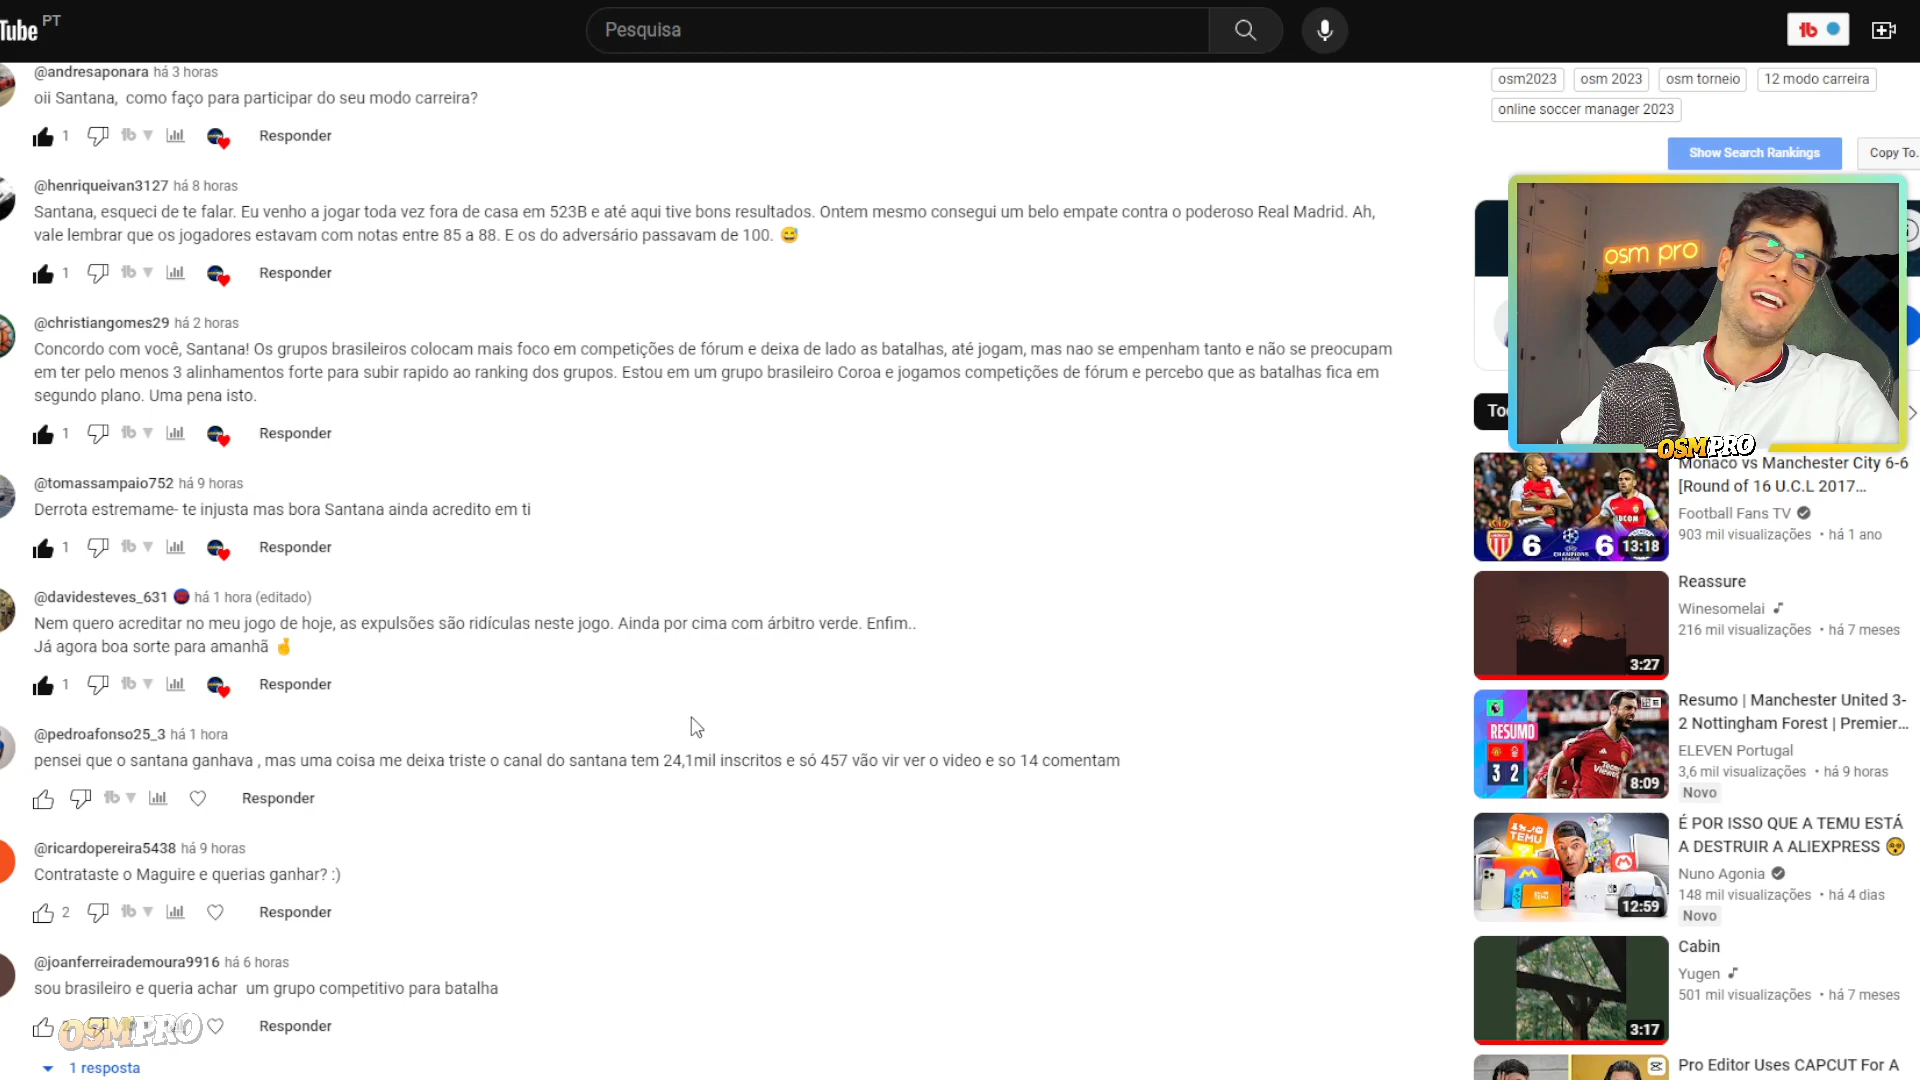 Tube PT
Pesquisa
@andresaponara há 3 horas
oii Santana, como faço para participar do seu modo carreira?
1 Responder
@henriqueivan3127 há 8 horas
Santana, esqueci de te falar. Eu venho a jogar toda vez fora de casa em 523B e até aqui tive bons resultados. Ontem mesmo consegui um belo empate contra o poderoso Real Madrid. Ah,
vale lembrar que os jogadores estavam com notas entre 85 a 88. E os do adversário passavam de 100. 😅
1 Responder
@christiangomes29 há 2 horas
Concordo com você, Santana! Os grupos brasileiros colocam mais foco em competições de fórum e deixa de lado as batalhas, até jogam, mas nao se empenham tanto e não se preocupam
em ter pelo menos 3 alinhamentos forte para subir rapido ao ranking dos grupos. Estou em um grupo brasileiro Coroa e jogamos competições de fórum e percebo que as batalhas fica em
segundo plano. Uma pena isto.
1 Responder
@tomassampaio752 há 9 horas
Derrota estremame- te injusta mas bora Santana ainda acredito em ti
1 Responder
@davidesteves_631 há 1 hora (editado)
Nem quero acreditar no meu jogo de hoje, as expulsões são ridículas neste jogo. Ainda por cima com árbitro verde. Enfim..
Já agora boa sorte para amanhã 🤞
1 Responder
@pedroafonso25_3 há 1 hora
pensei que o santana ganhava , mas uma coisa me deixa triste o canal do santana tem 24,1mil inscritos e só 457 vão vir ver o video e so 14 comentam
Responder
@ricardopereira5438 há 9 horas
Contrataste o Maguire e querias ganhar? :)
2 Responder
@joanferreirademoura9916 há 6 horas
sou brasileiro e queria achar um grupo competitivo para batalha
Responder
OSMPRO
1 resposta
osm2023 osm 2023 osm torneio 12 modo carreira
online soccer manager 2023
Show Search Rankings Copy To.
osm pro
OSMPRO
Monaco vs Manchester City 6-6
[Round of 16 U.C.L 2017...
Football Fans TV
903 mil visualizações • há 1 ano
6 6 13:18
Reassure
Winesomelai
216 mil visualizações • há 7 meses
3:27
Resumo | Manchester United 3-
2 Nottingham Forest | Premier...
ELEVEN Portugal
3,6 mil visualizações • há 9 horas
Novo
RESUMO
3 2
8:09
É POR ISSO QUE A TEMU ESTÁ
A DESTRUIR A ALIEXPRESS 😲
Nuno Agonia
148 mil visualizações • há 4 dias
Novo
TEMU
12:59
Cabin
Yugen
501 mil visualizações • há 7 meses
3:17
Pro Editor Uses CAPCUT For A